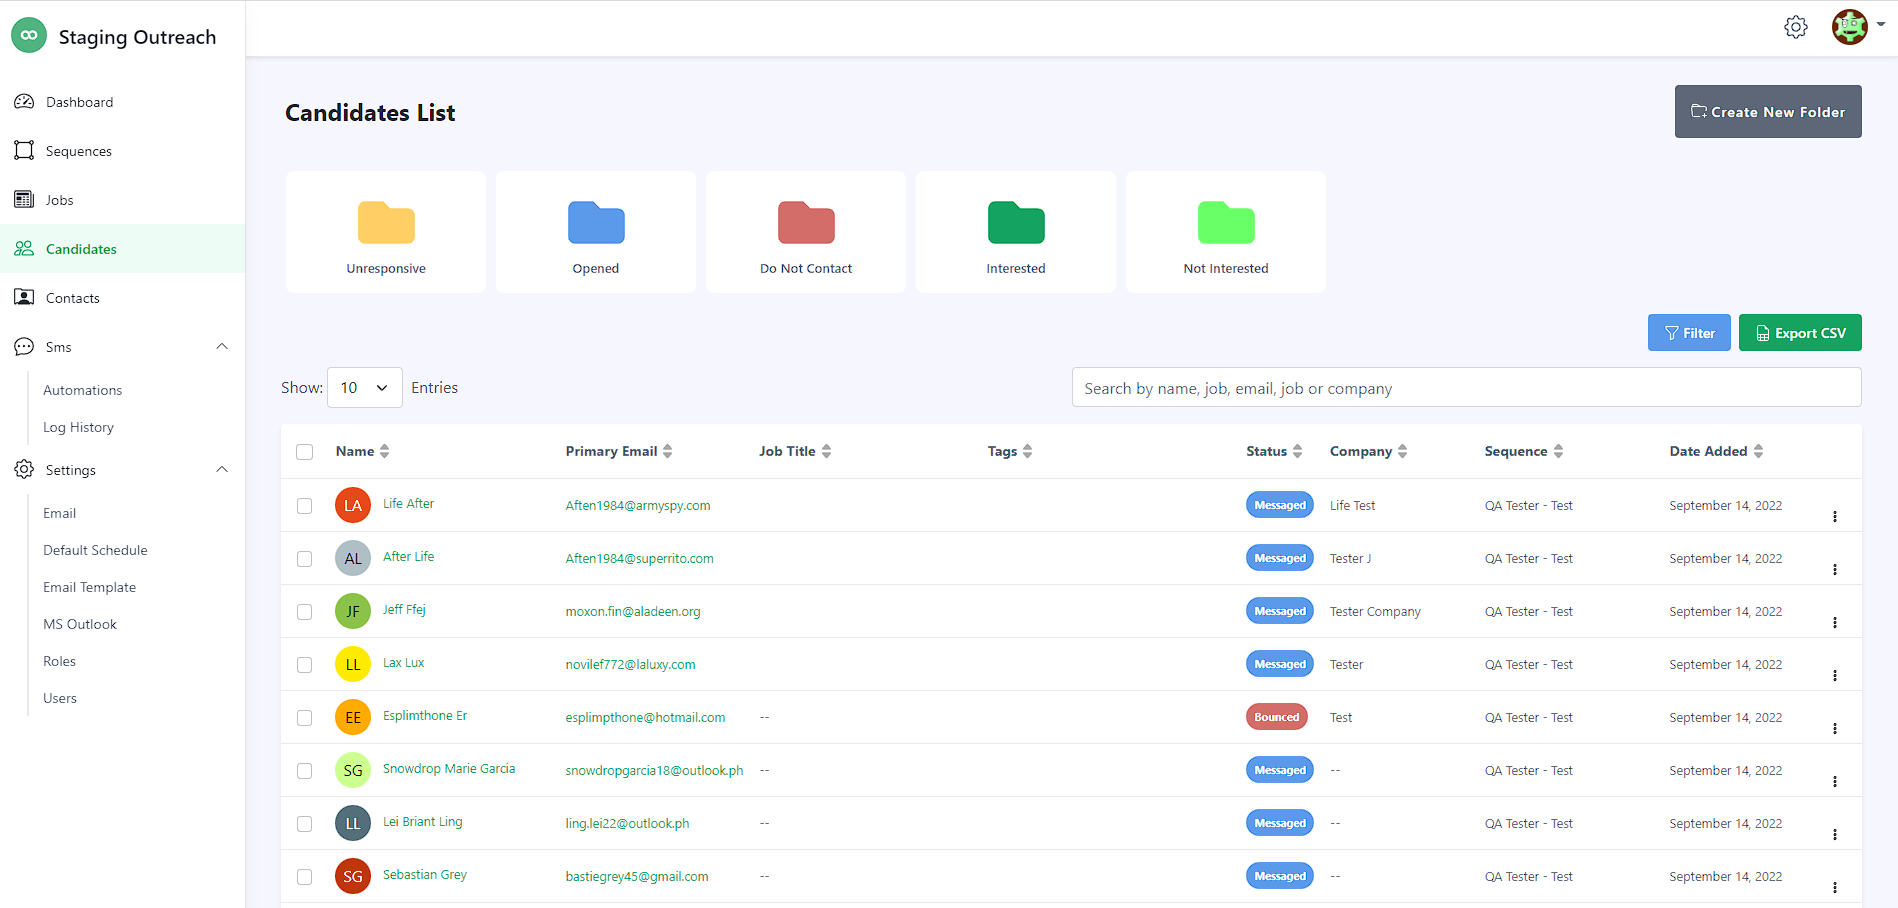 Staging Outreach
Dashboard
Sequences
Jobs
Candidates
Contacts
Sms
Automations
Log History
Settings
Email
Default Schedule
Email Template
MS Outlook
Roles
Users
Candidates List
Create New Folder
Unresponsive
Opened
Do Not Contact
Interested
Not Interested
Filter
Export CSV
Show: 10 Entries
Search by name, job, email, job or company
Name Primary Email Job Title Tags Status Company Sequence Date Added
LA Life After Aften1984@armyspy.com Messaged Life Test QA Tester - Test September 14, 2022
AL After Life Aften1984@superrito.com Messaged Tester J QA Tester - Test September 14, 2022
JF Jeff Ffej moxon.fin@aladeen.org Messaged Tester Company QA Tester - Test September 14, 2022
LL Lax Lux novilef772@laluxy.com Messaged Tester QA Tester - Test September 14, 2022
EE Esplimthone Er esplimpthone@hotmail.com -- Bounced Test QA Tester - Test September 14, 2022
SG Snowdrop Marie Garcia snowdropgarcia18@outlook.ph -- Messaged -- QA Tester - Test September 14, 2022
LL Lei Briant Ling ling.lei22@outlook.ph -- Messaged -- QA Tester - Test September 14, 2022
SG Sebastian Grey bastiegrey45@gmail.com -- Messaged -- QA Tester - Test September 14, 2022